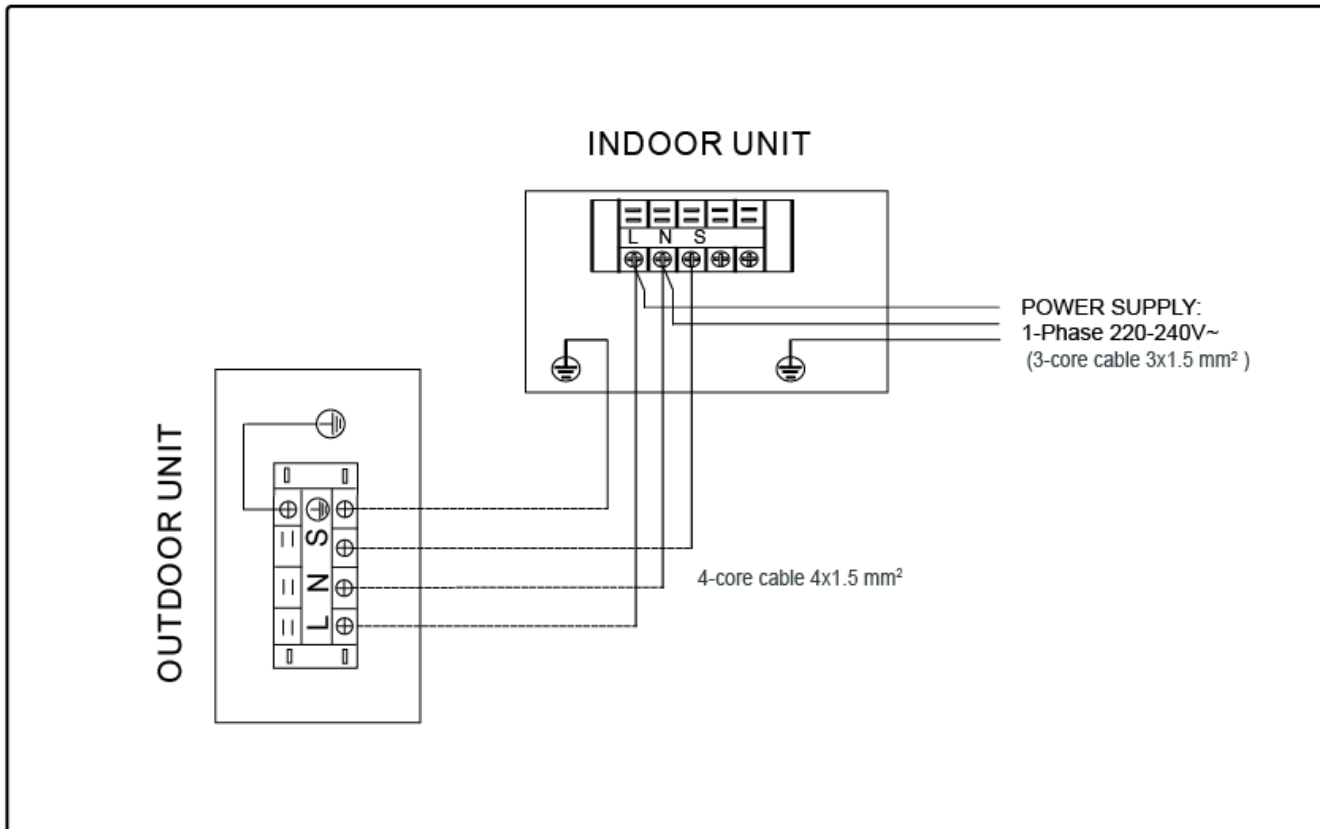 INDOOR UNIT
L N S
POWER SUPPLY:
1-Phase 220-240V~
(3-core cable 3x1.5 mm² )
OUTDOOR UNIT
S
N
L
4-core cable 4x1.5 mm²